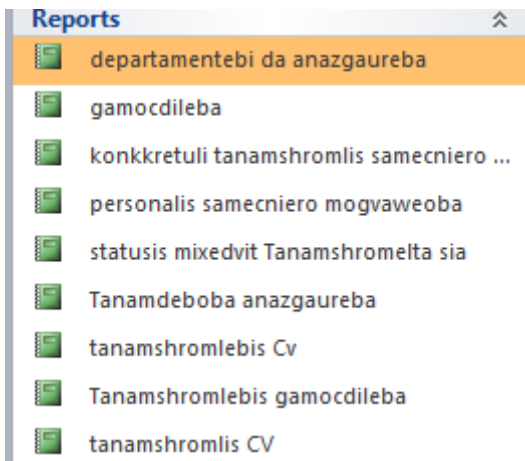 Reports
departamentebi da anazgaureba
gamocdileba
konkkretuli tanamshromlis samecniero ...
personalis samecniero mogvaweoba
statusis mixedvit Tanamshromelta sia
Tanamdeboba anazgaureba
tanamshromlebis Cv
Tanamshromlebis gamocdileba
tanamshromlis CV